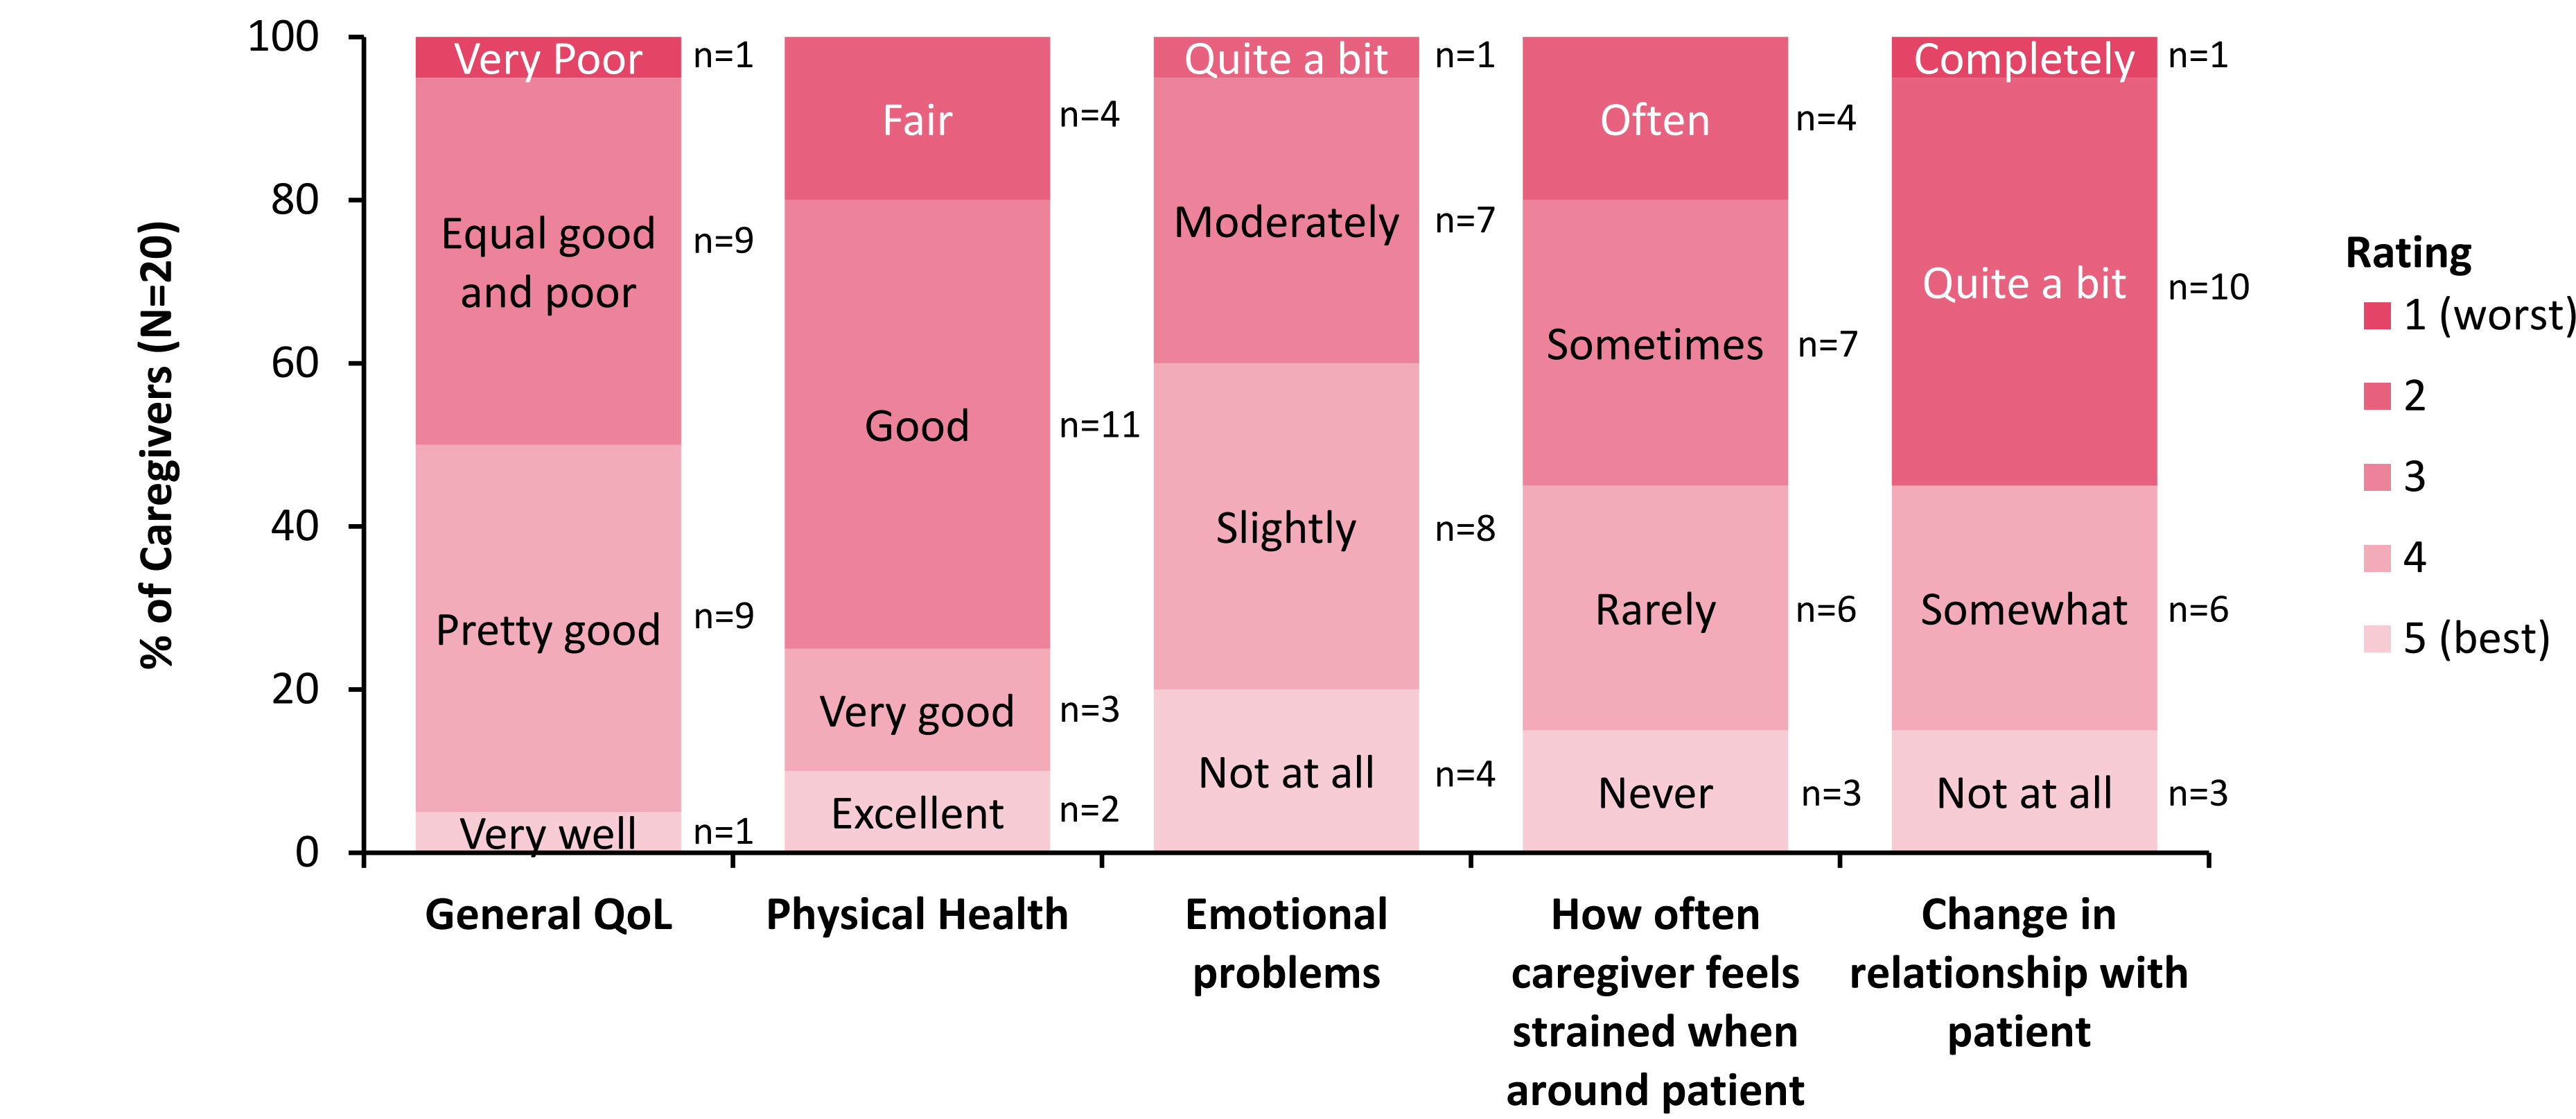 % of Caregivers (N=20)
100
80
60
40
20
0
Very Poor
n=1
Equal good
and poor
n=9
Pretty good
n=9
Very well
n=1
General QoL
Fair
n=4
Good
n=11
Very good
n=3
Excellent
n=2
Physical Health
Quite a bit
n=1
Moderately
n=7
Slightly
n=8
Not at all
n=4
Emotional
problems
Often
n=4
Sometimes
n=7
Rarely
n=6
Never
n=3
How often
caregiver feels
strained when
around patient
Completely
n=1
Quite a bit
n=10
Somewhat
n=6
Not at all
n=3
Change in
relationship with
patient
Rating
1 (worst)
2
3
4
5 (best)